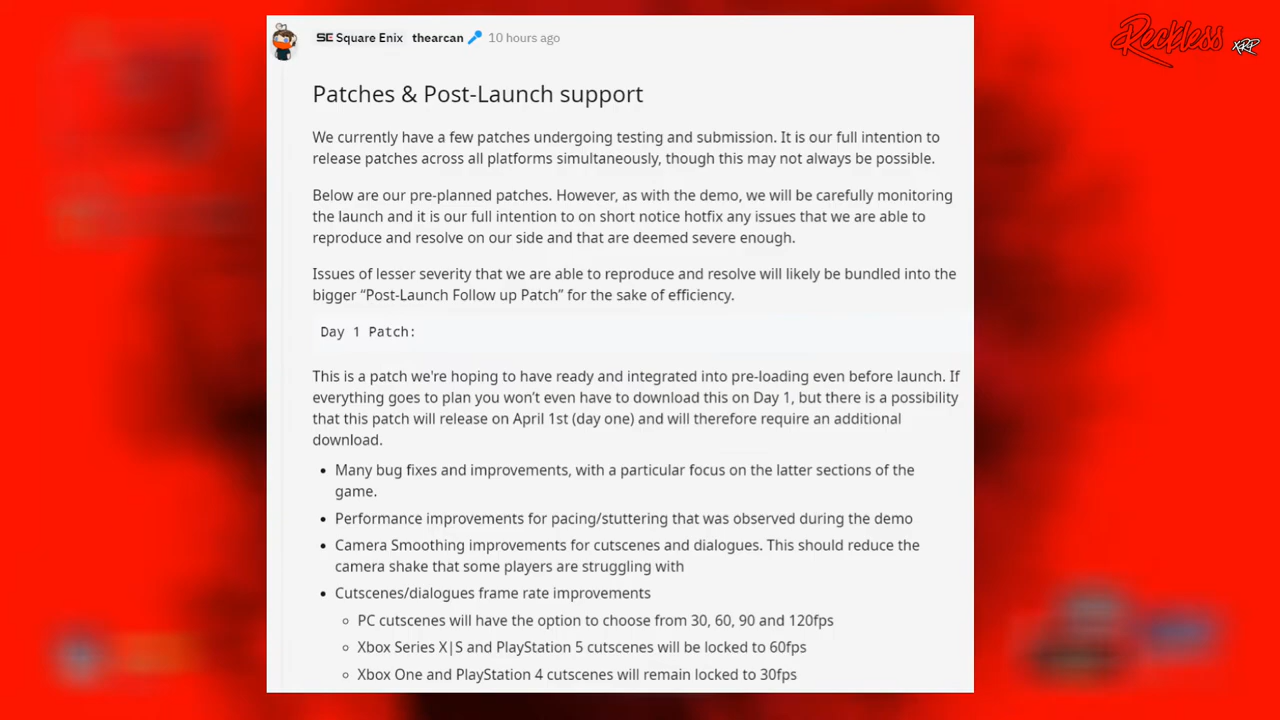 Reckless
XRP
SE Square Enix thearcan 10 hours ago
Patches & Post-Launch support
We currently have a few patches undergoing testing and submission. It is our full intention to
release patches across all platforms simultaneously, though this may not always be possible.
Below are our pre-planned patches. However, as with the demo, we will be carefully monitoring
the launch and it is our full intention to on short notice hotfix any issues that we are able to
reproduce and resolve on our side and that are deemed severe enough.
Issues of lesser severity that we are able to reproduce and resolve will likely be bundled into the
bigger “Post-Launch Follow up Patch” for the sake of efficiency.
Day 1 Patch:
This is a patch we're hoping to have ready and integrated into pre-loading even before launch. If
everything goes to plan you won’t even have to download this on Day 1, but there is a possibility
that this patch will release on April 1st (day one) and will therefore require an additional
download.
• Many bug fixes and improvements, with a particular focus on the latter sections of the
game.
• Performance improvements for pacing/stuttering that was observed during the demo
• Camera Smoothing improvements for cutscenes and dialogues. This should reduce the
camera shake that some players are struggling with
• Cutscenes/dialogues frame rate improvements
◦ PC cutscenes will have the option to choose from 30, 60, 90 and 120fps
◦ Xbox Series X|S and PlayStation 5 cutscenes will be locked to 60fps
◦ Xbox One and PlayStation 4 cutscenes will remain locked to 30fps